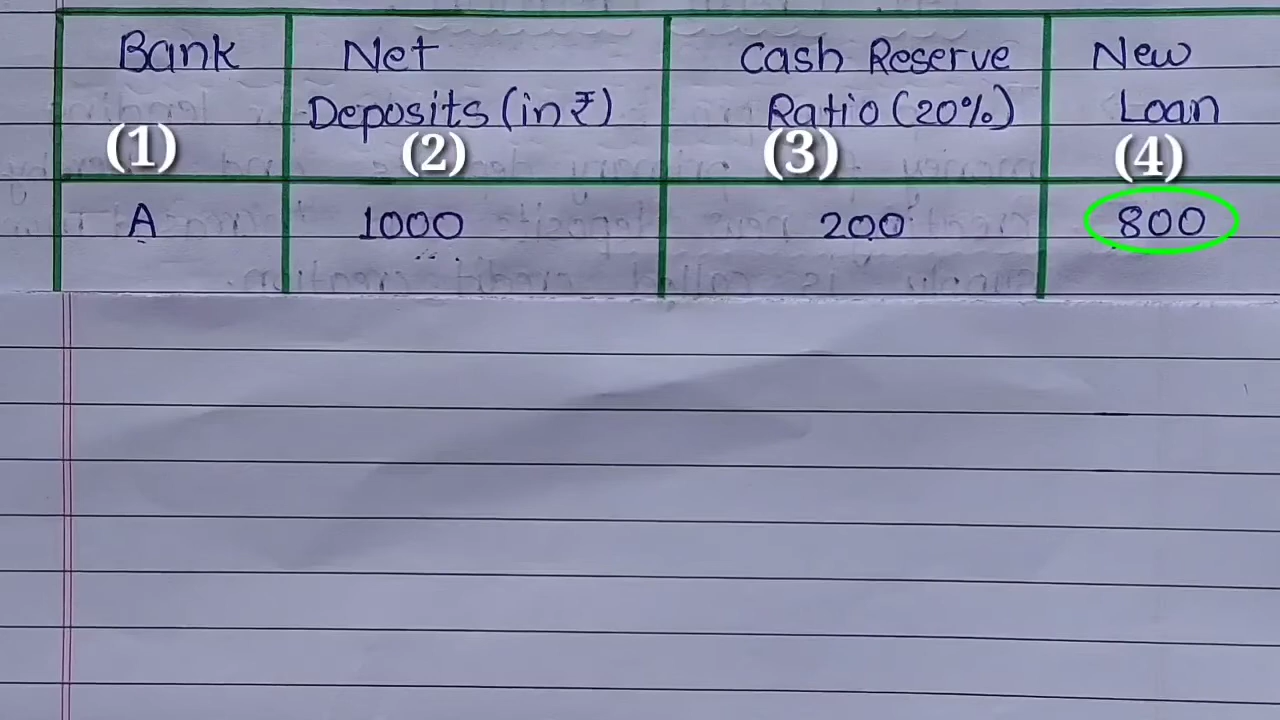 Bank Net Cash Reserve New
Deposits (in ₹) Ratio (20%) Loan
(1) (2) (3) (4)
A 1000 200 800